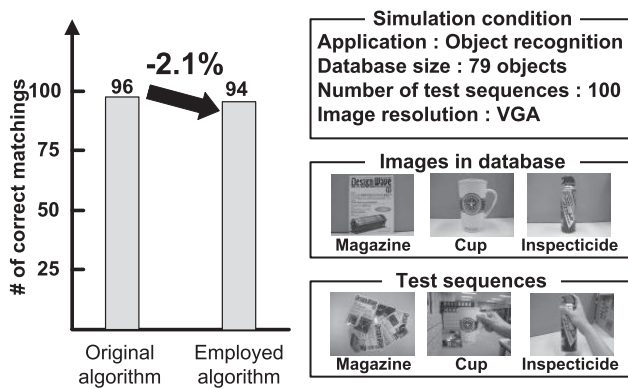 # of correct matchings
100
75
50
25
96
-2.1%
94
Original
algorithm
Employed
algorithm
Simulation condition
Application : Object recognition
Database size : 79 objects
Number of test sequences : 100
Image resolution : VGA
Images in database
Design Wave
Magazine
Cup
Inspecticide
Test sequences
Magazine
Cup
Inspecticide